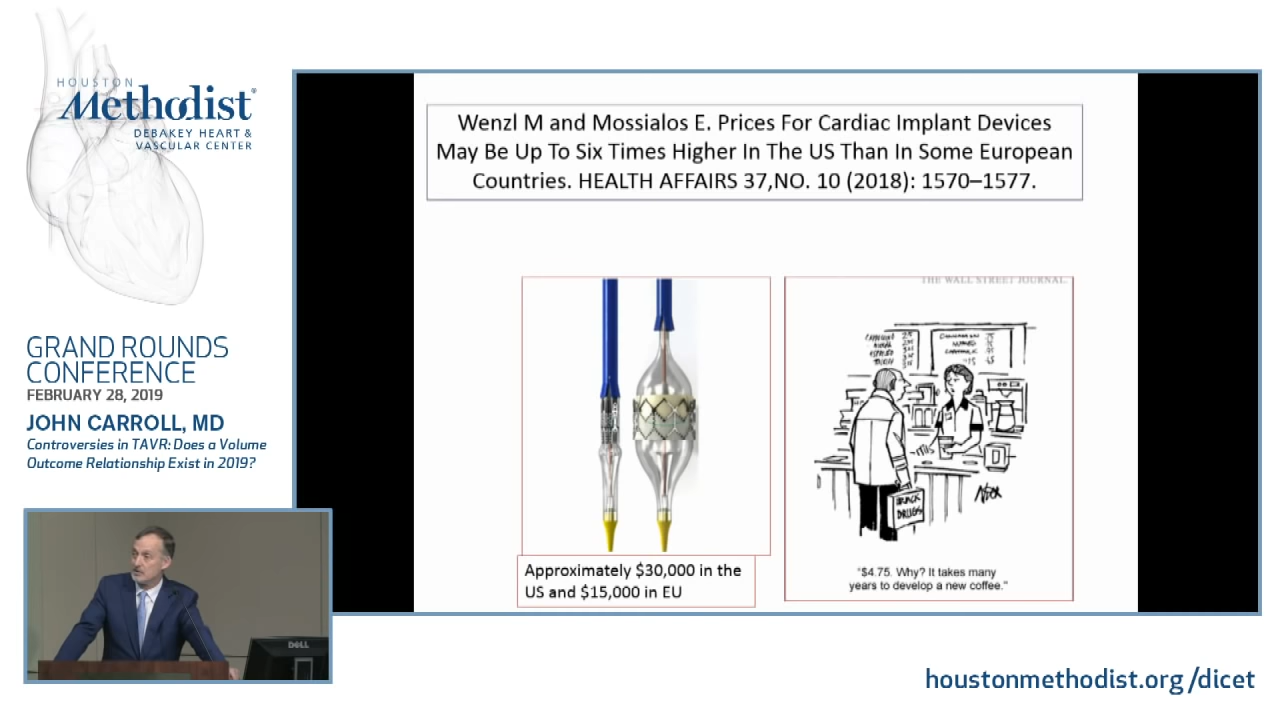 HOUSTON
Methodist®
DEBAKEY HEART &
VASCULAR CENTER
GRAND ROUNDS
CONFERENCE
FEBRUARY 28, 2019
JOHN CARROLL, MD
Controversies in TAVR: Does a Volume
Outcome Relationship Exist in 2019?
Wenzl M and Mossialos E. Prices For Cardiac Implant Devices
May Be Up To Six Times Higher In The US Than In Some European
Countries. HEALTH AFFAIRS 37,NO. 10 (2018): 1570–1577.
THE WALL STREET JOURNAL.
DRUGS
"$4.75. Why? It takes many
years to develop a new coffee."
Approximately $30,000 in the
US and $15,000 in EU
DELL
houstonmethodist.org/dicet